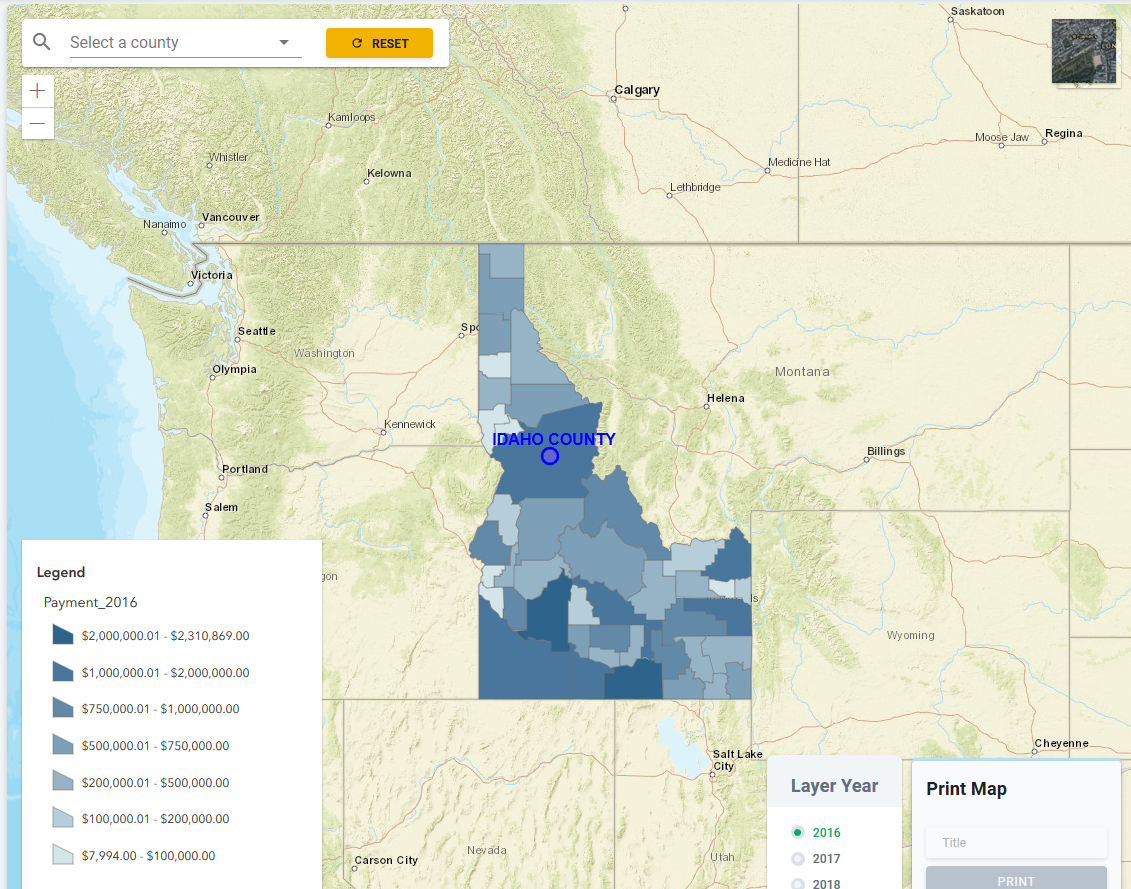 Select a county
RESET
Saskatoon
Calgary
Kamloops
Regina
Moose Jaw
Whistler
Medicine Hat
Kelowna
Lethbridge
Vancouver
Nanaimo
Victoria
Seattle
Spo
Washington
Olympia
Montana
Helena
Kennewick
IDAHO COUNTY
Billings
Portland
Salem
gon
ls
Wyoming
Legend
Payment_2016
$2,000,000.01 - $2,310,869.00
$1,000,000.01 - $2,000,000.00
$750,000.01 - $1,000,000.00
$500,000.01 - $750,000.00
$200,000.01 - $500,000.00
$100,000.01 - $200,000.00
$7,994.00 - $100,000.00
Salt Lake
City
Cheyenne
Carson City
Nevada
Utah
Layer Year
2016
2017
2018
Print Map
Title
PRINT